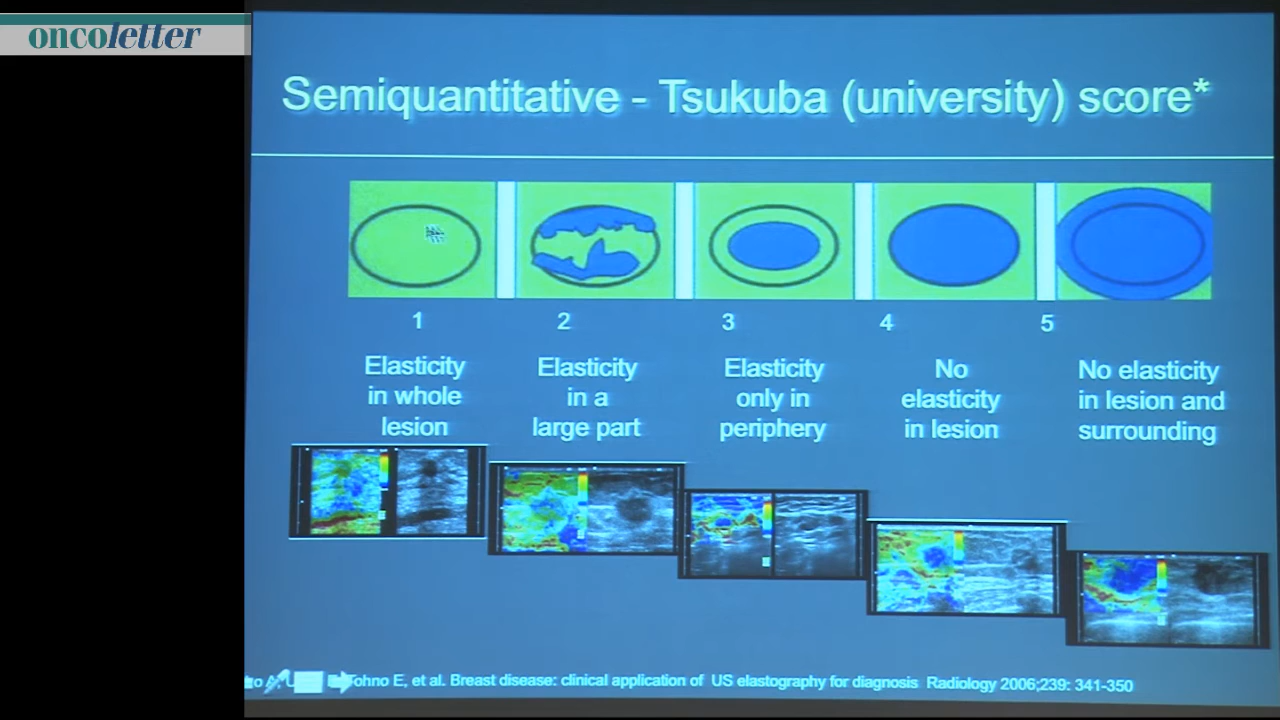 oncoletter
Semiquantitative - Tsukuba (university) score*
1
2
3
4
5
Elasticity
in whole
lesion
Elasticity
in a
large part
Elasticity
only in
periphery
No
elasticity
in lesion
No elasticity
in lesion and
surrounding
E, et al. Breast disease: clinical application of US elastography for diagnosis Radiology 2006;239: 341-350